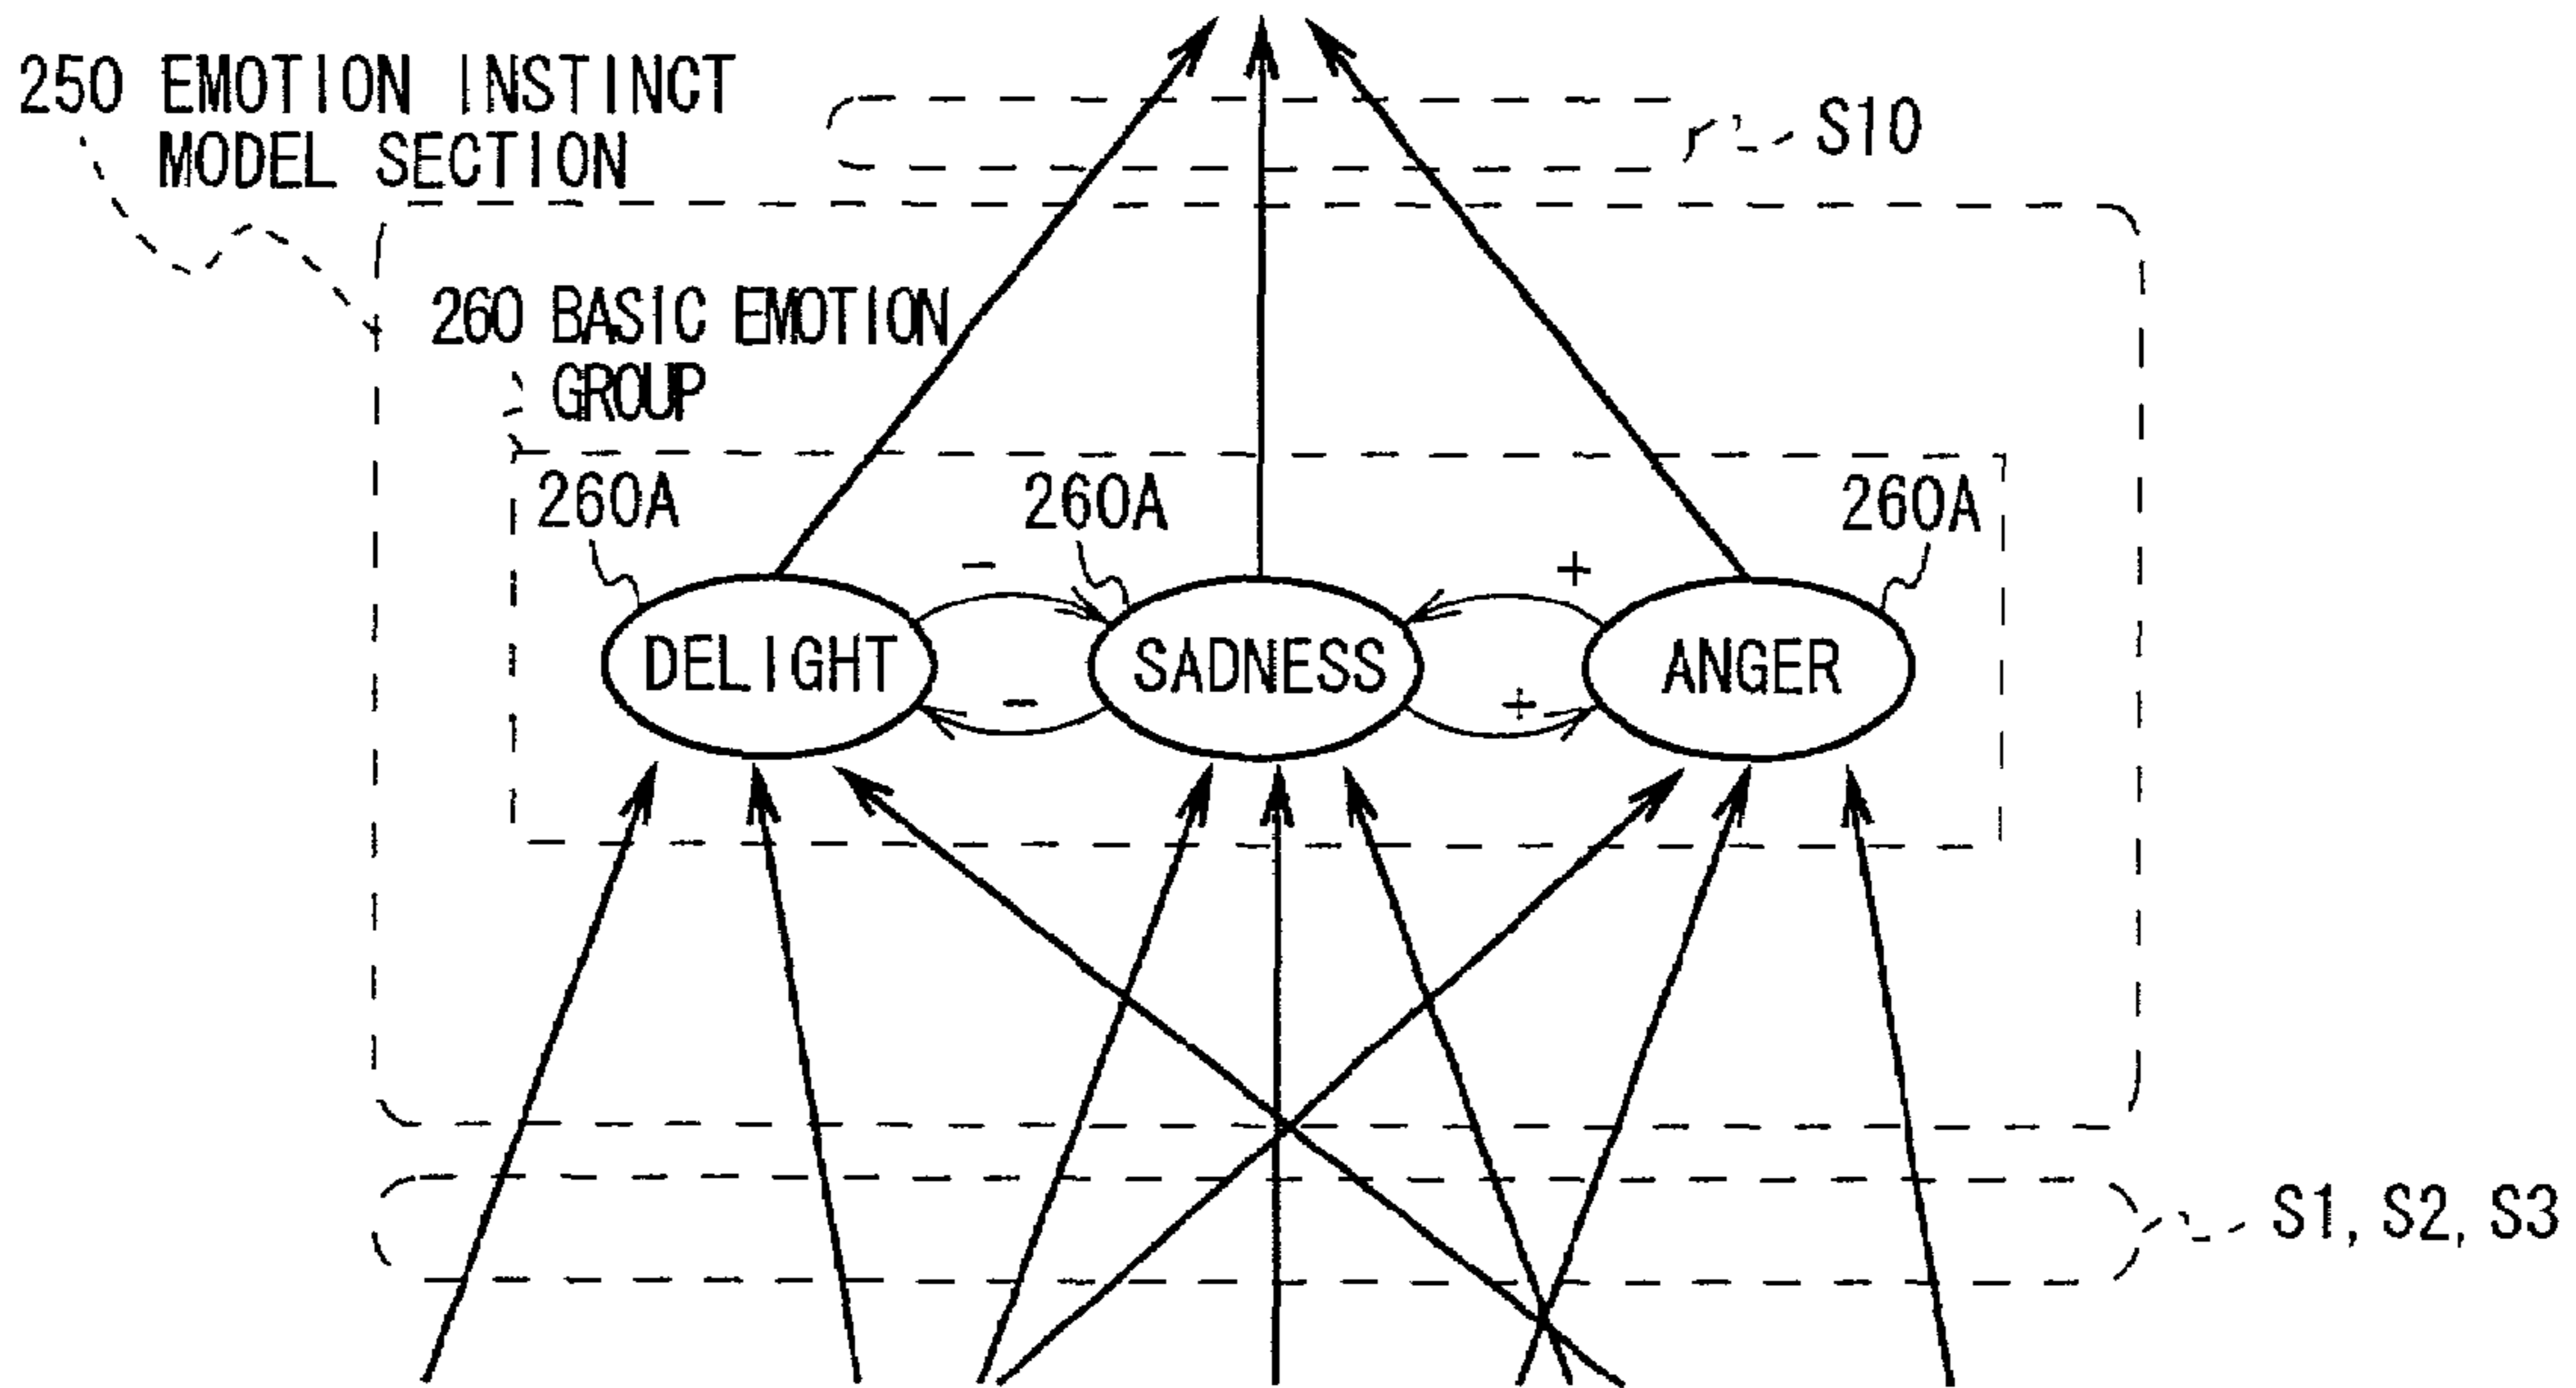 250 EMOTION INSTINCT
MODEL SECTION
S10
260 BASIC EMOTION
GROUP
260A 260A 260A
- +
DELIGHT SADNESS ANGER
- +
S1, S2, S3